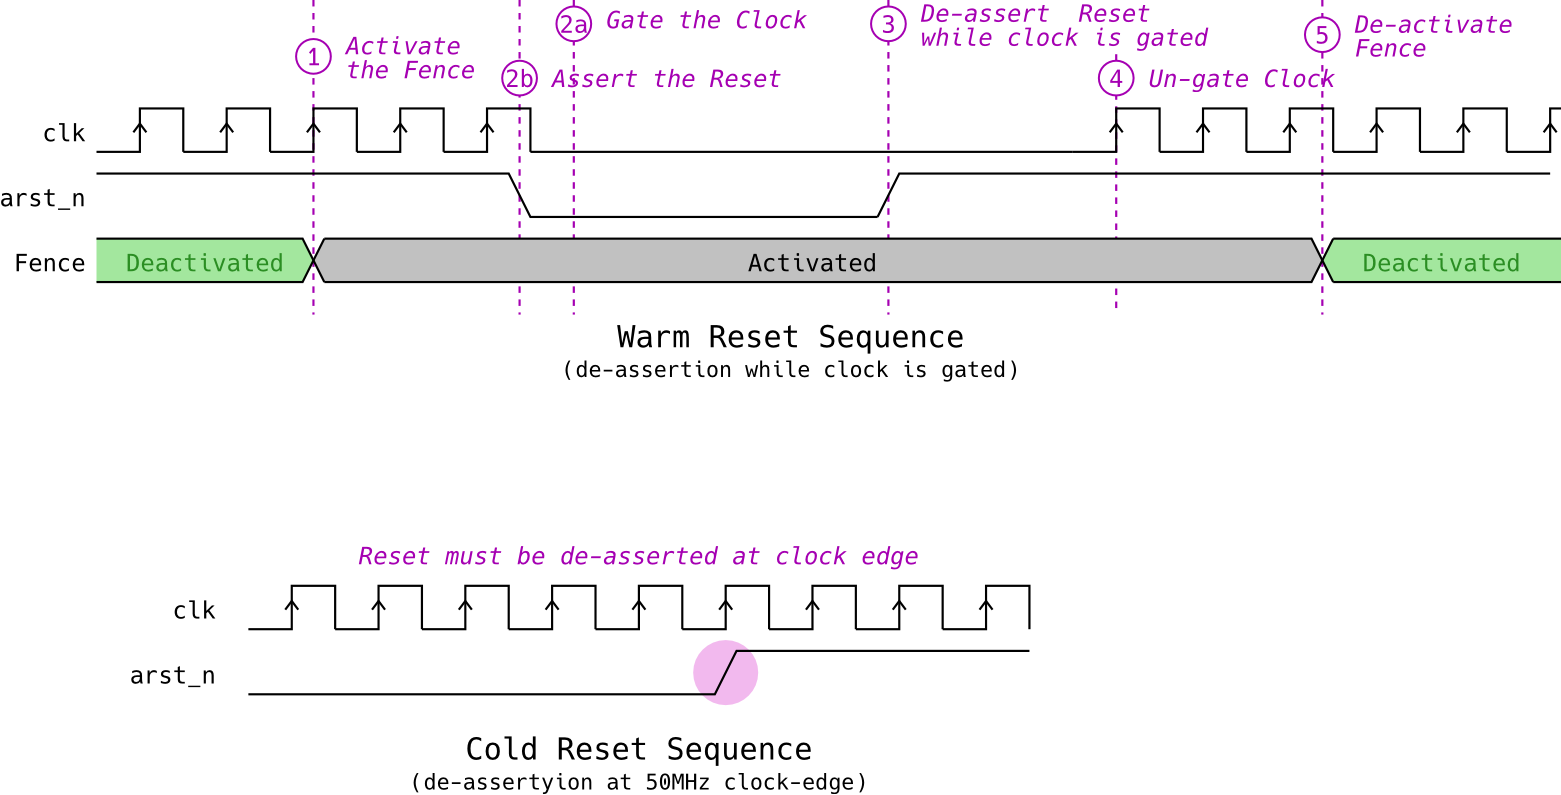 2a Gate the Clock
3 De-assert Reset
while clock is gated
5 De-activate
Fence
1 Activate
the Fence
2b Assert the Reset
4 Un-gate Clock
clk
arst_n
Fence Deactivated Activated Deactivated
Warm Reset Sequence
(de-assertion while clock is gated)
Reset must be de-asserted at clock edge
clk
arst_n
Cold Reset Sequence
(de-assertyion at 50MHz clock-edge)